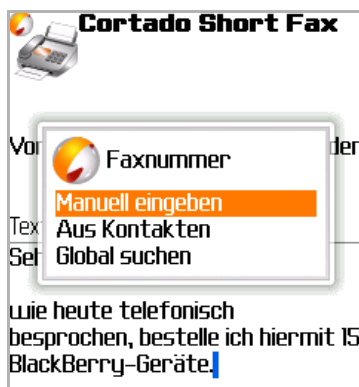 Cortado Short Fax
Faxnummer
Manuell eingeben
Aus Kontakten
Global suchen
wie heute telefonisch
besprochen, bestelle ich hiermit 15
BlackBerry-Geräte.